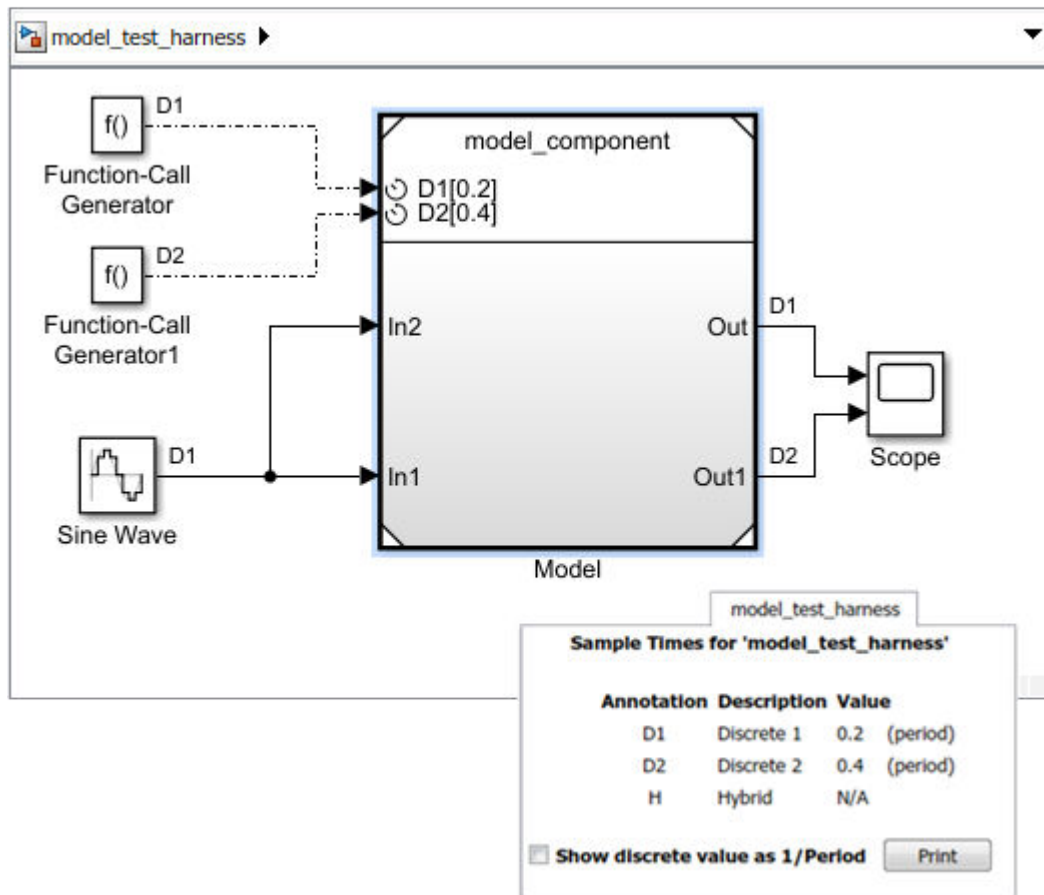 model_test_harness
D1
f()
Function-Call
Generator
D2
f()
Function-Call
Generator1
D1
Sine Wave
model_component
D1[0.2]
D2[0.4]
In2
Out
In1
Out1
Model
D1
D2
Scope
model_test_harness
Sample Times for 'model_test_harness'
Annotation Description Value
D1 Discrete 1 0.2 (period)
D2 Discrete 2 0.4 (period)
H Hybrid N/A
Show discrete value as 1/Period Print